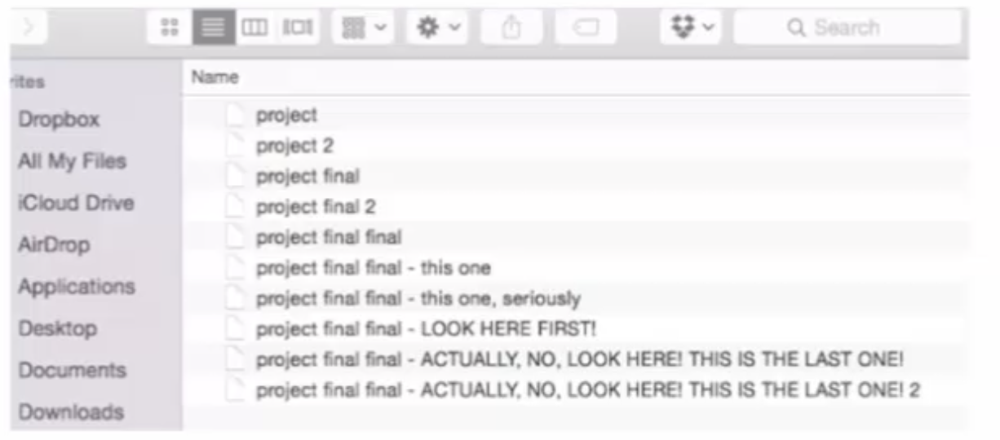 Search
rites
Dropbox
All My Files
iCloud Drive
AirDrop
Applications
Desktop
Documents
Downloads
Name
project
project 2
project final
project final 2
project final final
project final final - this one
project final final - this one, seriously
project final final - LOOK HERE FIRST!
project final final - ACTUALLY, NO, LOOK HERE! THIS IS THE LAST ONE!
project final final - ACTUALLY, NO, LOOK HERE! THIS IS THE LAST ONE! 2